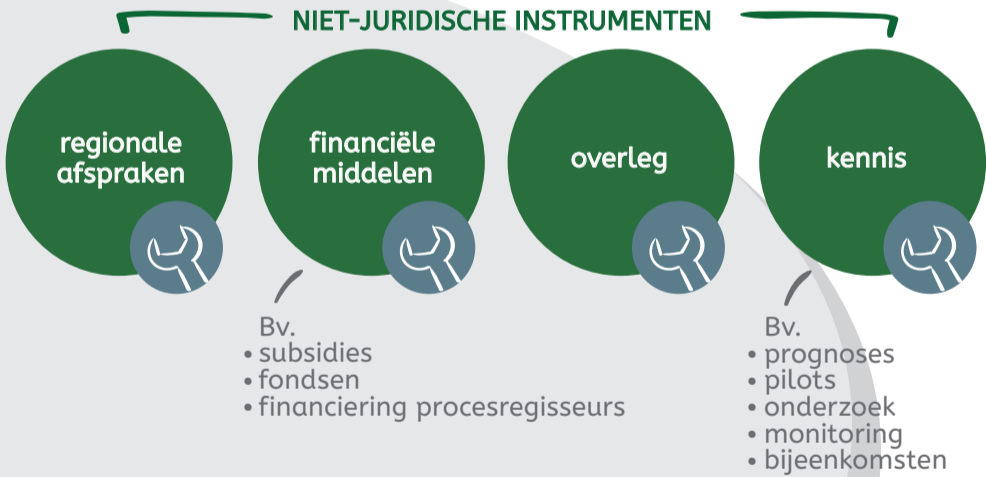 NIET-JURIDISCHE INSTRUMENTEN
regionale
afspraken
financiële
middelen
overleg
kennis
Bv.
• subsidies
• fondsen
• financiering procesregisseurs
Bv.
• prognoses
• pilots
• onderzoek
• monitoring
• bijeenkomsten